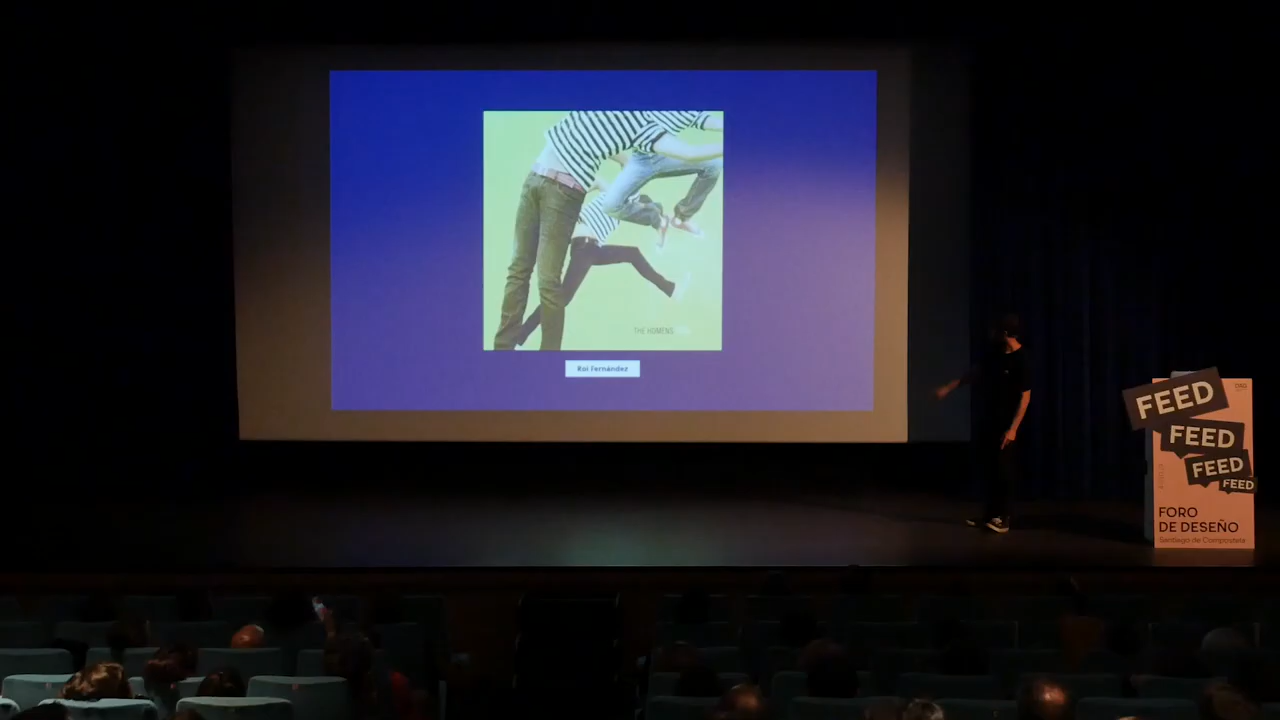 THE HOMENS
Roi Fernández
FEED
FEED
FEED
FEED
FORO
DE DESEÑO
Santiago de Compostela